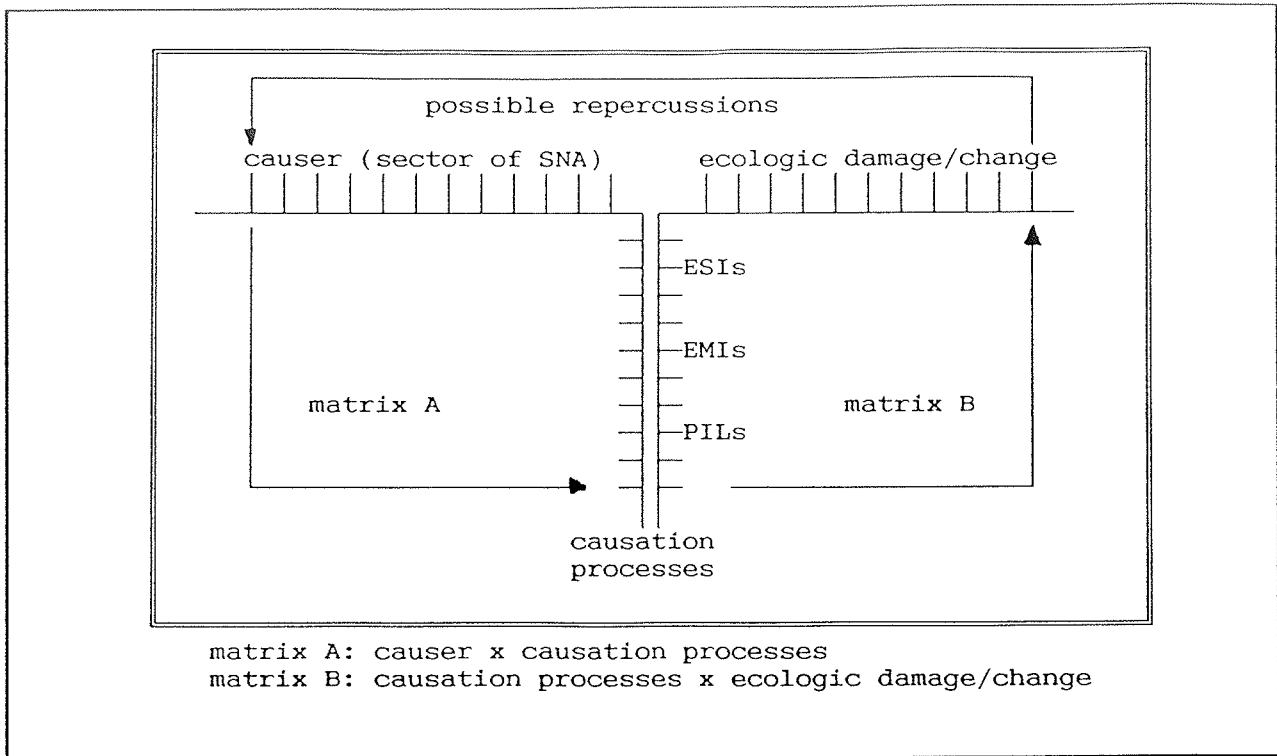 possible repercussions
causer (sector of SNA)
ecologic damage/change
ESIs
EMIs
matrix A
matrix B
PILs
causation
processes
matrix A: causer x causation processes
matrix B: causation processes x ecologic damage/change